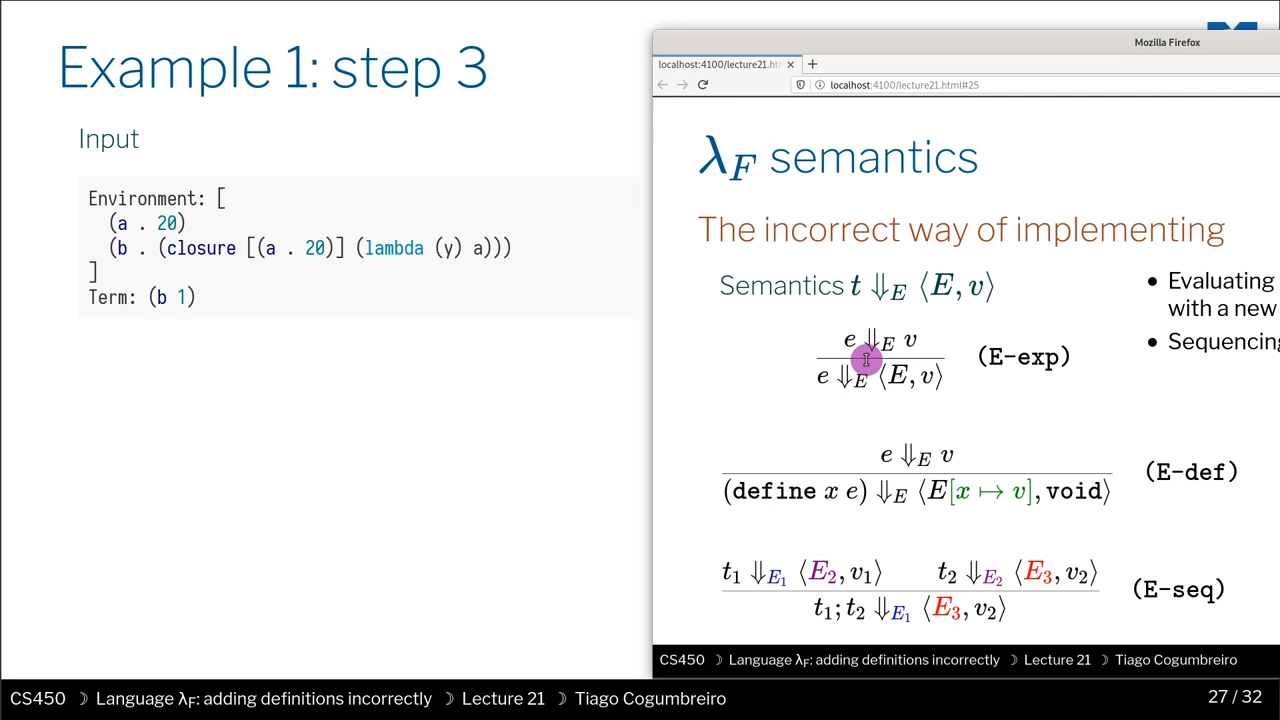 Example 1: step 3
Input
Environment: [
(a . 20)
(b . (closure [(a . 20)] (lambda (y) a)))
]
Term: (b 1)
Mozilla Firefox
localhost:4100/lecture21.ht
localhost:4100/lecture21.html#25
λF semantics
The incorrect way of implementing
Semantics t ⇓E ⟨E, v⟩
e ⇓E v
e ⇓E ⟨E, v⟩
(E-exp)
e ⇓E v
(define x e) ⇓E ⟨E[x ↦ v], void⟩
(E-def)
t1 ⇓E1 ⟨E2, v1⟩ t2 ⇓E2 ⟨E3, v2⟩
t1; t2 ⇓E1 ⟨E3, v2⟩
(E-seq)
• Evaluating
with a new
• Sequencing
CS450 ☽ Language λF: adding definitions incorrectly ☽ Lecture 21 ☽ Tiago Cogumbreiro
CS450 ☽ Language λF: adding definitions incorrectly ☽ Lecture 21 ☽ Tiago Cogumbreiro
27 / 32